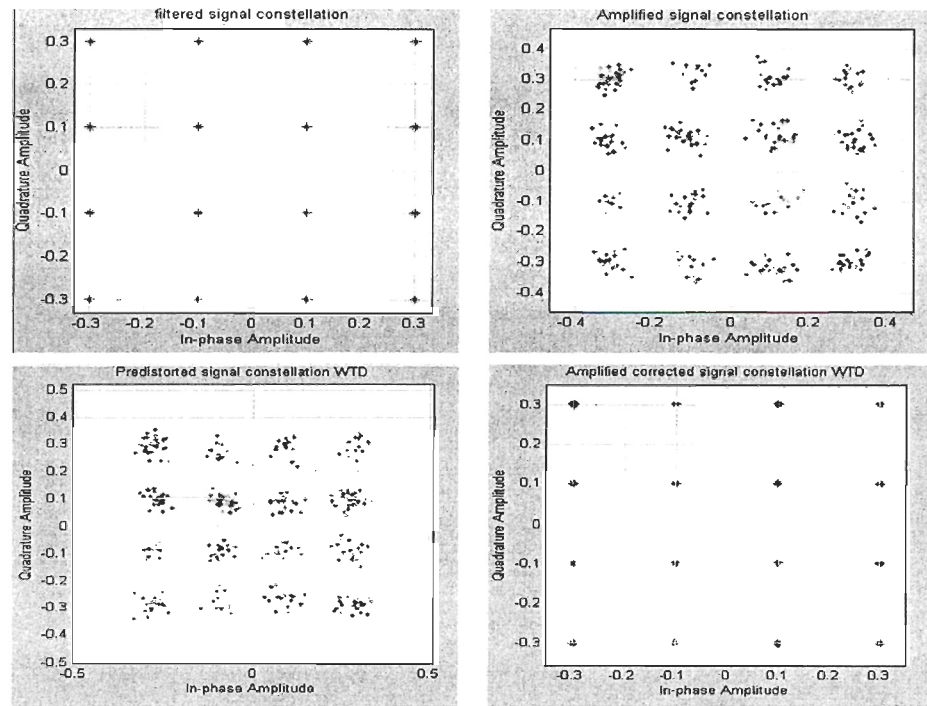 filtered signal constellation
0.3
0.2
0.1
0
-0.1
-0.2
-0.3
Quadrature Amplitude
-0.3 -0.2 -0.1 0 0.1 0.2 0.3
In-phase Amplitude
Amplified signal constellation
0.4
0.3
0.2
0.1
0
-0.1
-0.2
-0.3
-0.4
Quadrature Amplitude
-0.4 -0.2 0 0.2 0.4
In-phase Amplitude
Predistorted signal constellation WTD
0.5
0.4
0.3
0.2
0.1
0
-0.1
-0.2
-0.3
-0.4
-0.5
Quadrature Amplitude
-0.5 0 0.5
In-phase Amplitude
Amplified corrected signal constellation WTD
0.3
0.2
0.1
0
-0.1
-0.2
-0.3
Quadrature Amplitude
-0.3 -0.2 -0.1 0 0.1 0.2 0.3
In-phase Amplitude